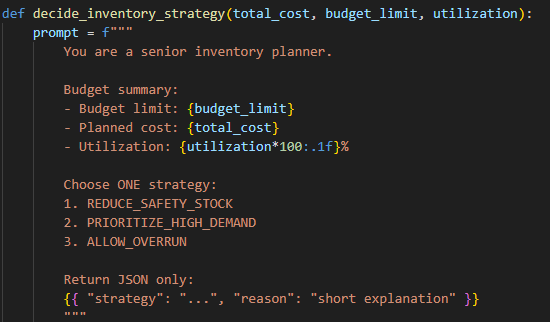 def decide_inventory_strategy(total_cost, budget_limit, utilization):
    prompt = f"""
        You are a senior inventory planner.

        Budget summary:
        - Budget limit: {budget_limit}
        - Planned cost: {total_cost}
        - Utilization: {utilization*100:.1f}%

        Choose ONE strategy:
        1. REDUCE_SAFETY_STOCK
        2. PRIORITIZE_HIGH_DEMAND
        3. ALLOW_OVERRUN

        Return JSON only:
        {{ "strategy": "...", "reason": "short explanation" }}
        """